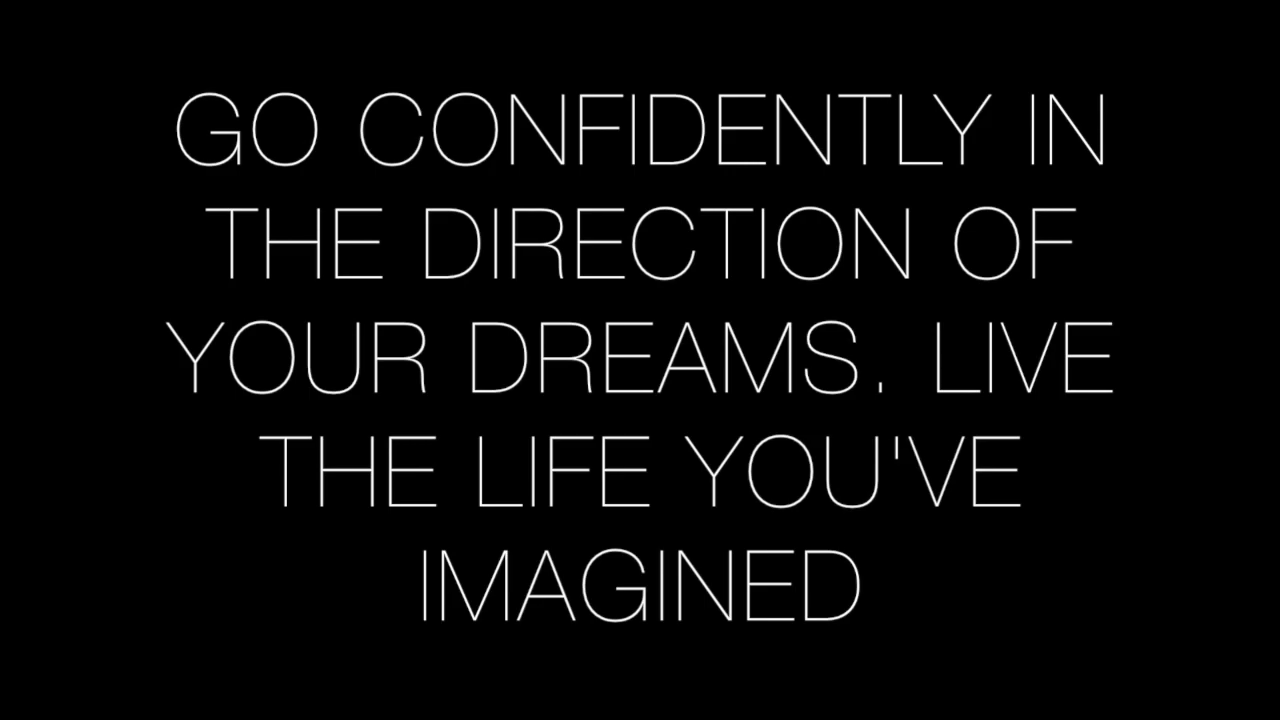 GO CONFIDENTLY IN
THE DIRECTION OF
YOUR DREAMS. LIVE
THE LIFE YOU'VE
IMAGINED